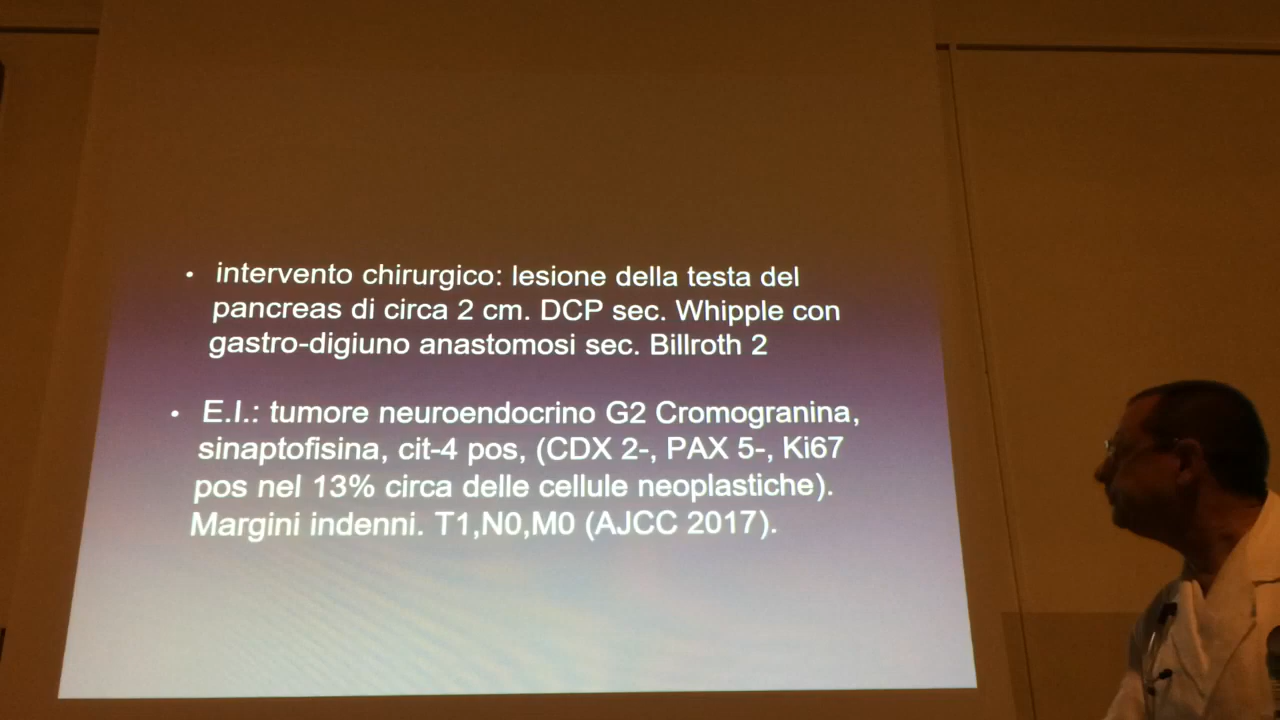 • intervento chirurgico: lesione della testa del
pancreas di circa 2 cm. DCP sec. Whipple con
gastro-digiuno anastomosi sec. Billroth 2
• E.I.: tumore neuroendocrino G2 Cromogranina,
sinaptofisina, cit-4 pos, (CDX 2-, PAX 5-, Ki67
pos nel 13% circa delle cellule neoplastiche).
Margini indenni. T1,N0,M0 (AJCC 2017).